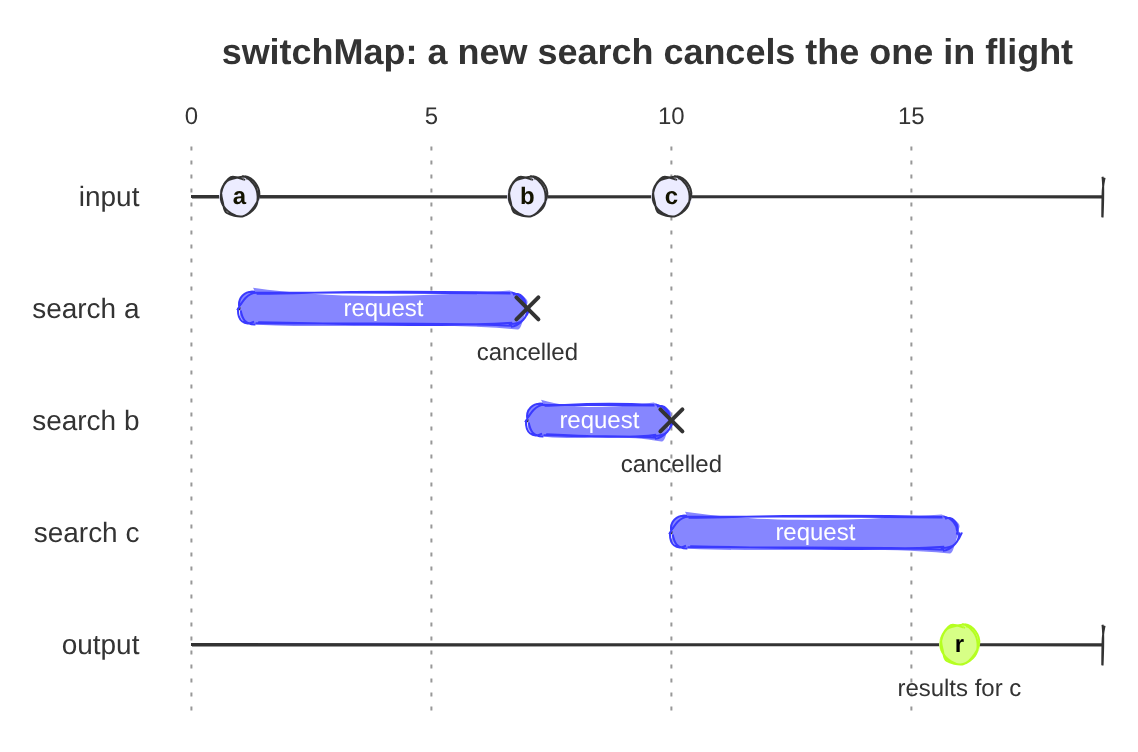 switchMap: a new search cancels the one in flight
0 5 10 15
input a b c
search a request
cancelled
search b request
cancelled
search c request
output r
results for c